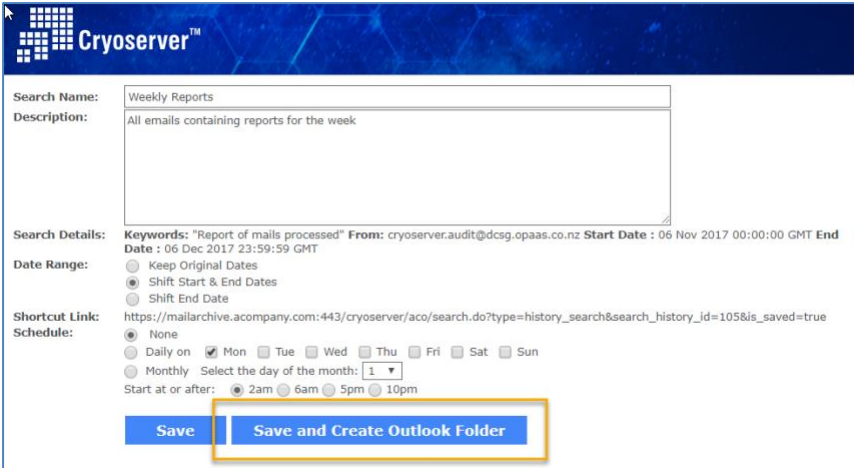 Cryoserver™
Search Name: Weekly Reports
Description: All emails containing reports for the week
Search Details: Keywords: "Report of mails processed" From: cryoserver.audit@dcsg.opaas.co.nz Start Date : 06 Nov 2017 00:00:00 GMT End
Date : 06 Dec 2017 23:59:59 GMT
Date Range: Keep Original Dates
Shift Start & End Dates
Shift End Date
Shortcut Link: https://mailarchive.acompany.com:443/cryoserver/aco/search.do?type=history_search&search_history_id=105&is_saved=true
Schedule: None
Daily on Mon Tue Wed Thu Fri Sat Sun
Monthly Select the day of the month: 1
Start at or after: 2am 6am 5pm 10pm
Save Save and Create Outlook Folder